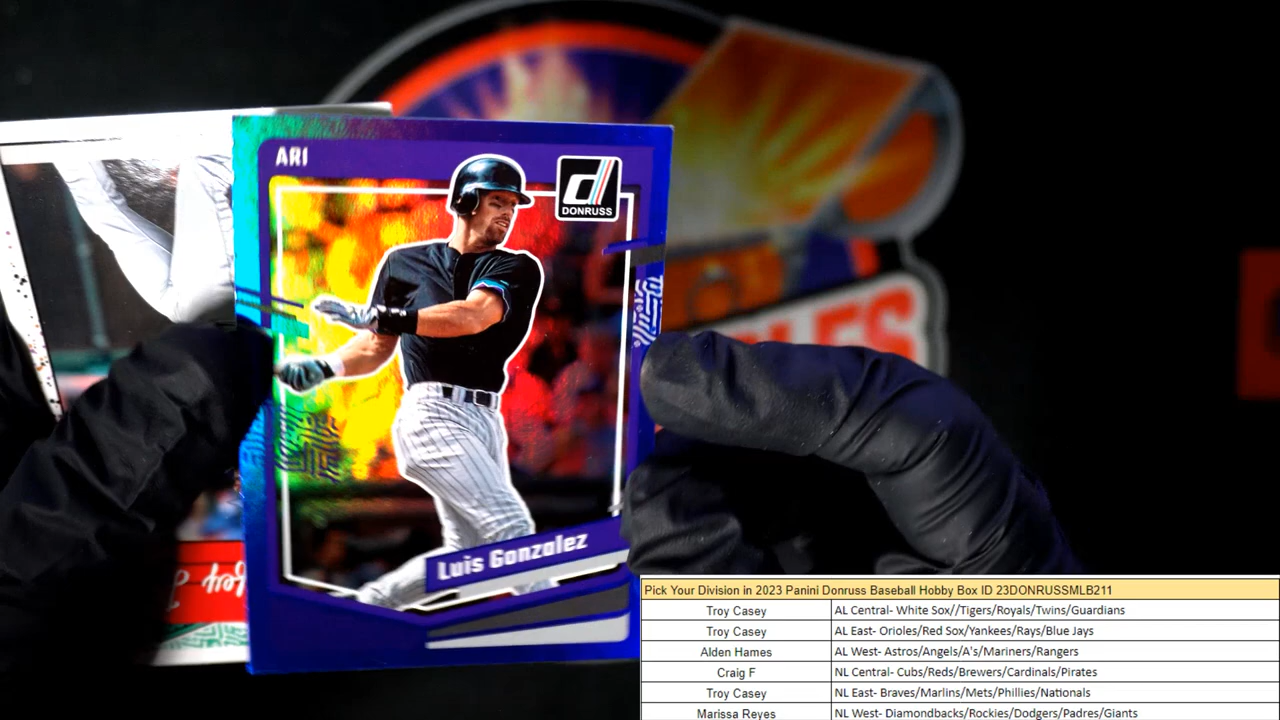 ARI
DONRUSS
Luis Gonzalez
Pick Your Division in 2023 Panini Donruss Baseball Hobby Box ID 23DONRUSSMLB211
Troy Casey AL Central- White Sox//Tigers/Royals/Twins/Guardians
Troy Casey AL East- Orioles/Red Sox/Yankees/Rays/Blue Jays
Alden Hames AL West- Astros/Angels/A's/Mariners/Rangers
Craig F NL Central- Cubs/Reds/Brewers/Cardinals/Pirates
Troy Casey NL East- Braves/Marlins/Mets/Phillies/Nationals
Marissa Reyes NL West- Diamondbacks/Rockies/Dodgers/Padres/Giants